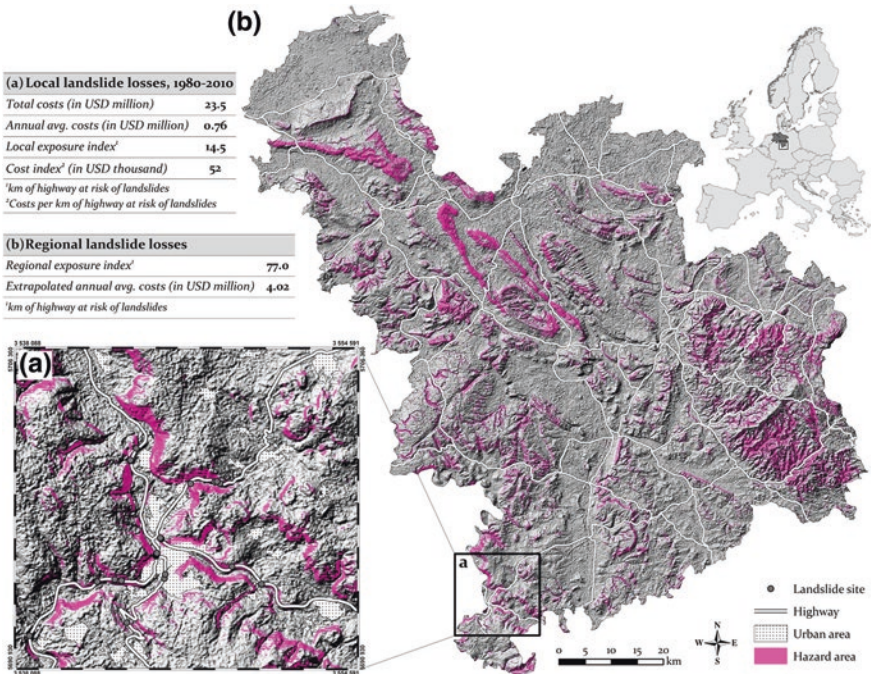 (b)
(a) Local landslide losses, 1980-2010
Total costs (in USD million) 23.5
Annual avg. costs (in USD million) 0.76
Local exposure index¹ 14.5
Cost index² (in USD thousand) 52
¹km of highway at risk of landslides
²Costs per km of highway at risk of landslides
(b) Regional landslide losses
Regional exposure index¹ 77.0
Extrapolated annual avg. costs (in USD million) 4.02
¹km of highway at risk of landslides
3 554 591
(a)
a
Landslide site
Highway
Urban area
Hazard area
N
W E
S
0 5 10 15 20
km